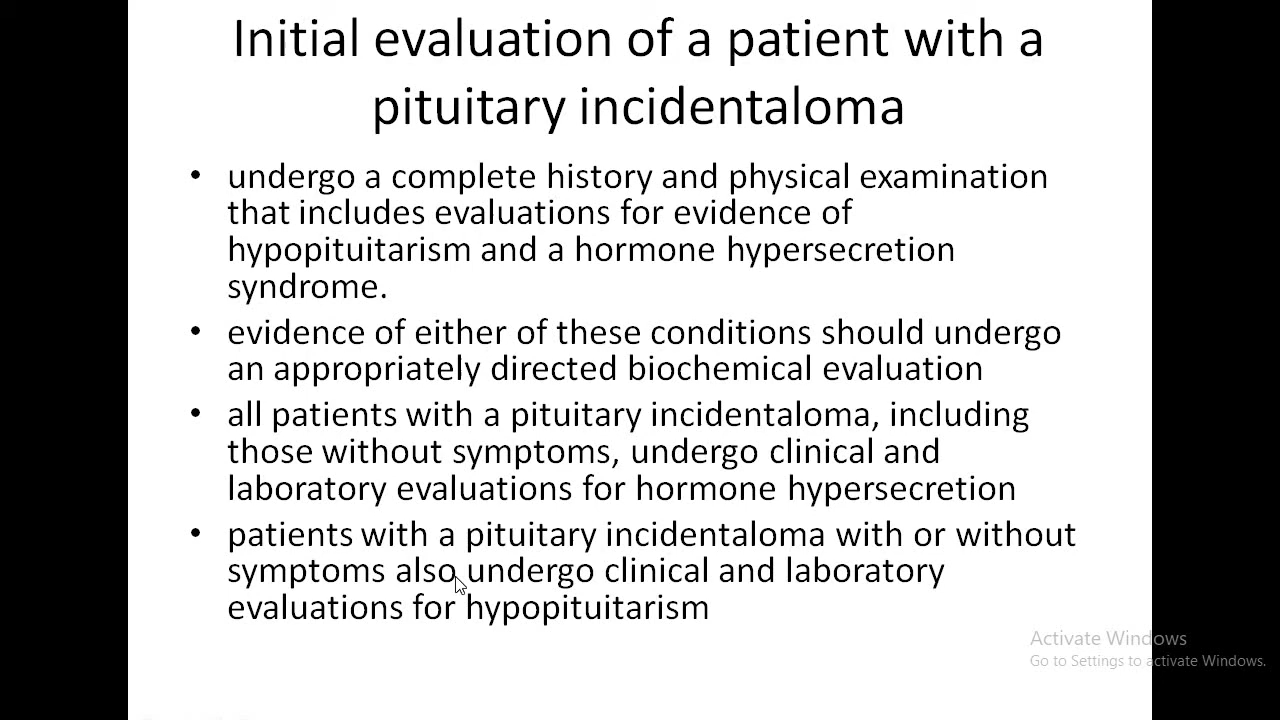 Initial evaluation of a patient with a
pituitary incidentaloma
• undergo a complete history and physical examination
that includes evaluations for evidence of
hypopituitarism and a hormone hypersecretion
syndrome.
• evidence of either of these conditions should undergo
an appropriately directed biochemical evaluation
• all patients with a pituitary incidentaloma, including
those without symptoms, undergo clinical and
laboratory evaluations for hormone hypersecretion
• patients with a pituitary incidentaloma with or without
symptoms also undergo clinical and laboratory
evaluations for hypopituitarism
Activate Windows
Go to Settings to activate Windows.